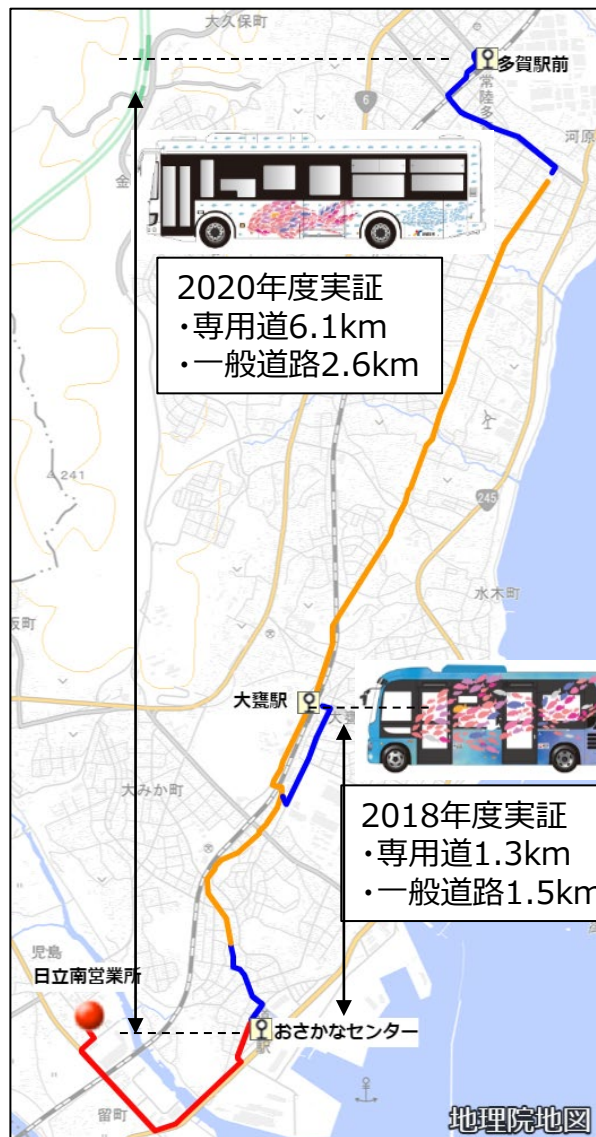 大久保町
多賀駅前
6
常陸多
河原
金
2020年度実証
・専用道6.1km
・一般道路2.6km
241
245
水木町
坂町
大甕駅
大甕
大みか町
2018年度実証
・専用道1.3km
・一般道路1.5km
児島
日立南営業所
おさかなセンター
駅
留町
地理院地図